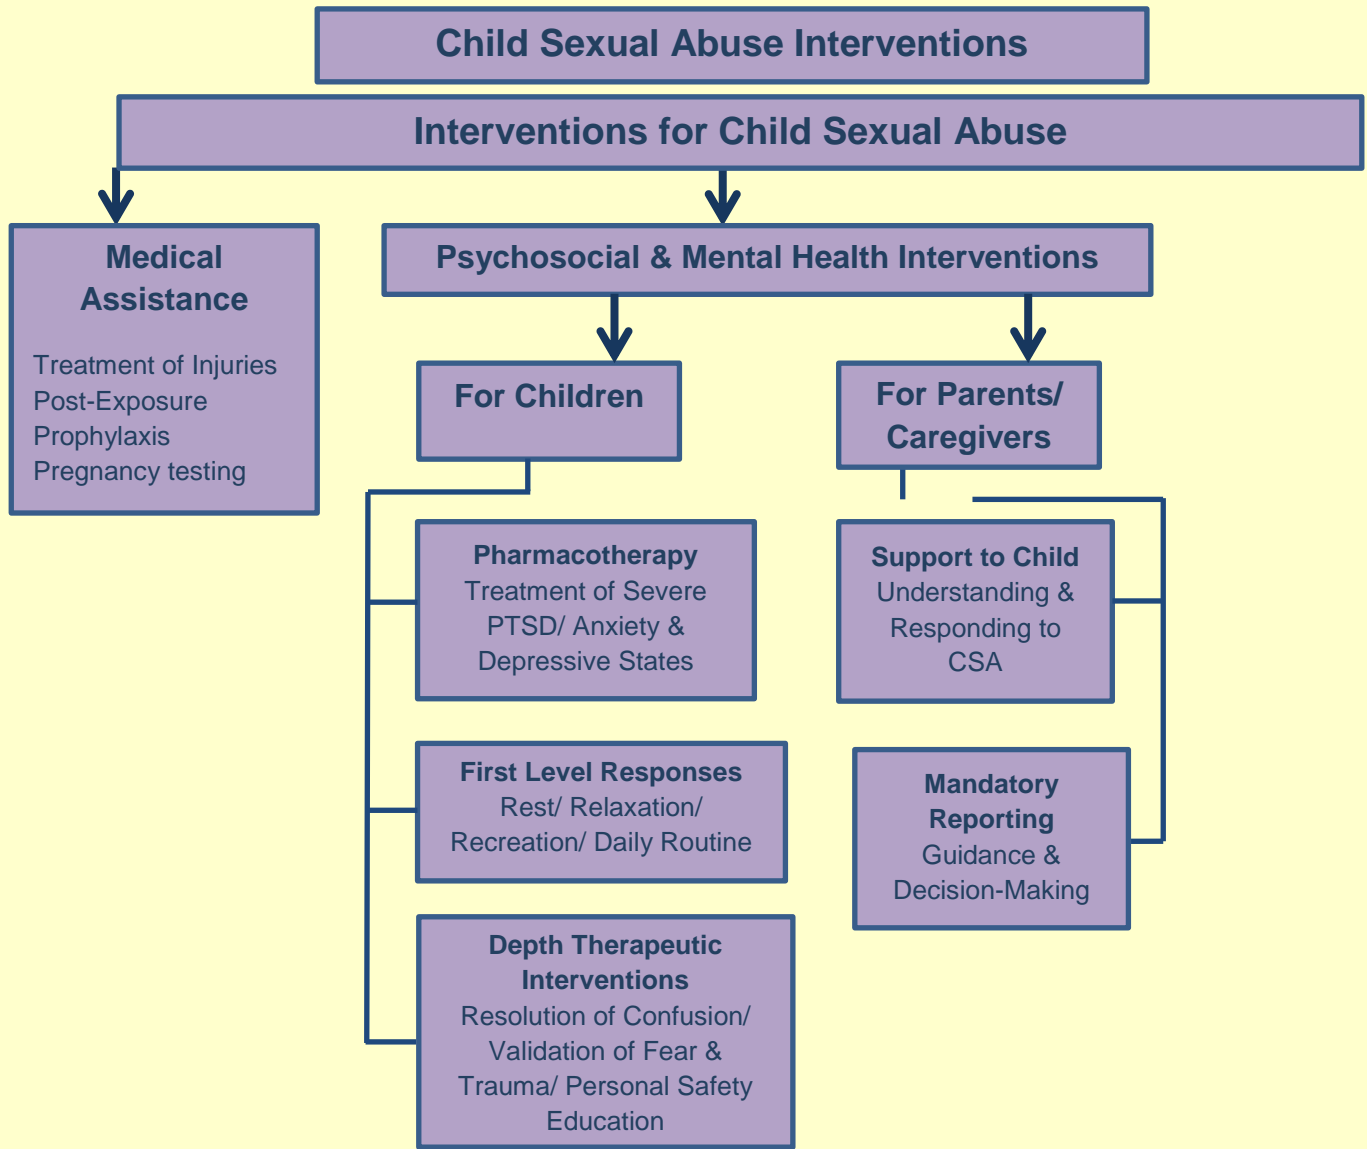 Child Sexual Abuse Interventions
Interventions for Child Sexual Abuse
Medical
Assistance
Treatment of Injuries
Post-Exposure
Prophylaxis
Pregnancy testing
Psychosocial & Mental Health Interventions
For Children
Pharmacotherapy
Treatment of Severe
PTSD/ Anxiety &
Depressive States
First Level Responses
Rest/ Relaxation/
Recreation/ Daily Routine
Depth Therapeutic
Interventions
Resolution of Confusion/
Validation of Fear &
Trauma/ Personal Safety
Education
For Parents/
Caregivers
Support to Child
Understanding &
Responding to
CSA
Mandatory
Reporting
Guidance &
Decision-Making